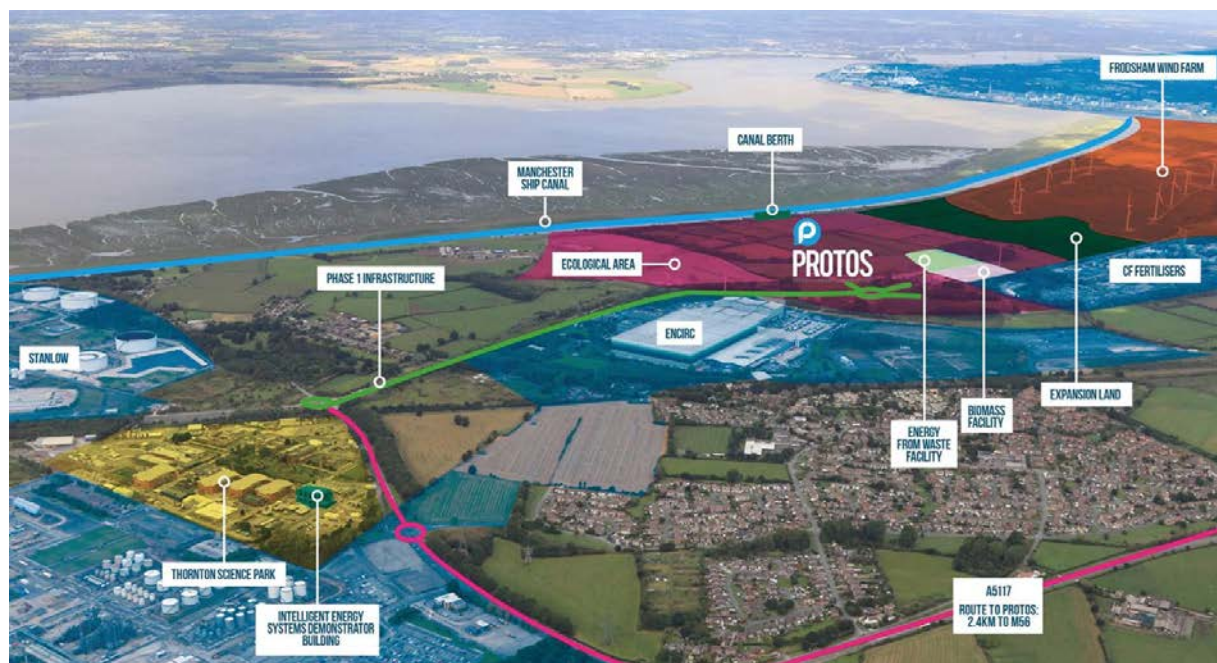 FRODSHAM WIND FARM
CANAL BERTH
MANCHESTER
SHIP CANAL
PROTOS
ECOLOGICAL AREA
PHASE 1 INFRASTRUCTURE
CF FERTILISERS
ENCIRC
STANLOW
EXPANSION LAND
BIOMASS
FACILITY
ENERGY
FROM WASTE
FACILITY
THORNTON SCIENCE PARK
INTELLIGENT ENERGY
SYSTEMS DEMONSTRATOR
BUILDING
A5117
ROUTE TO PROTOS:
2.4KM TO M56